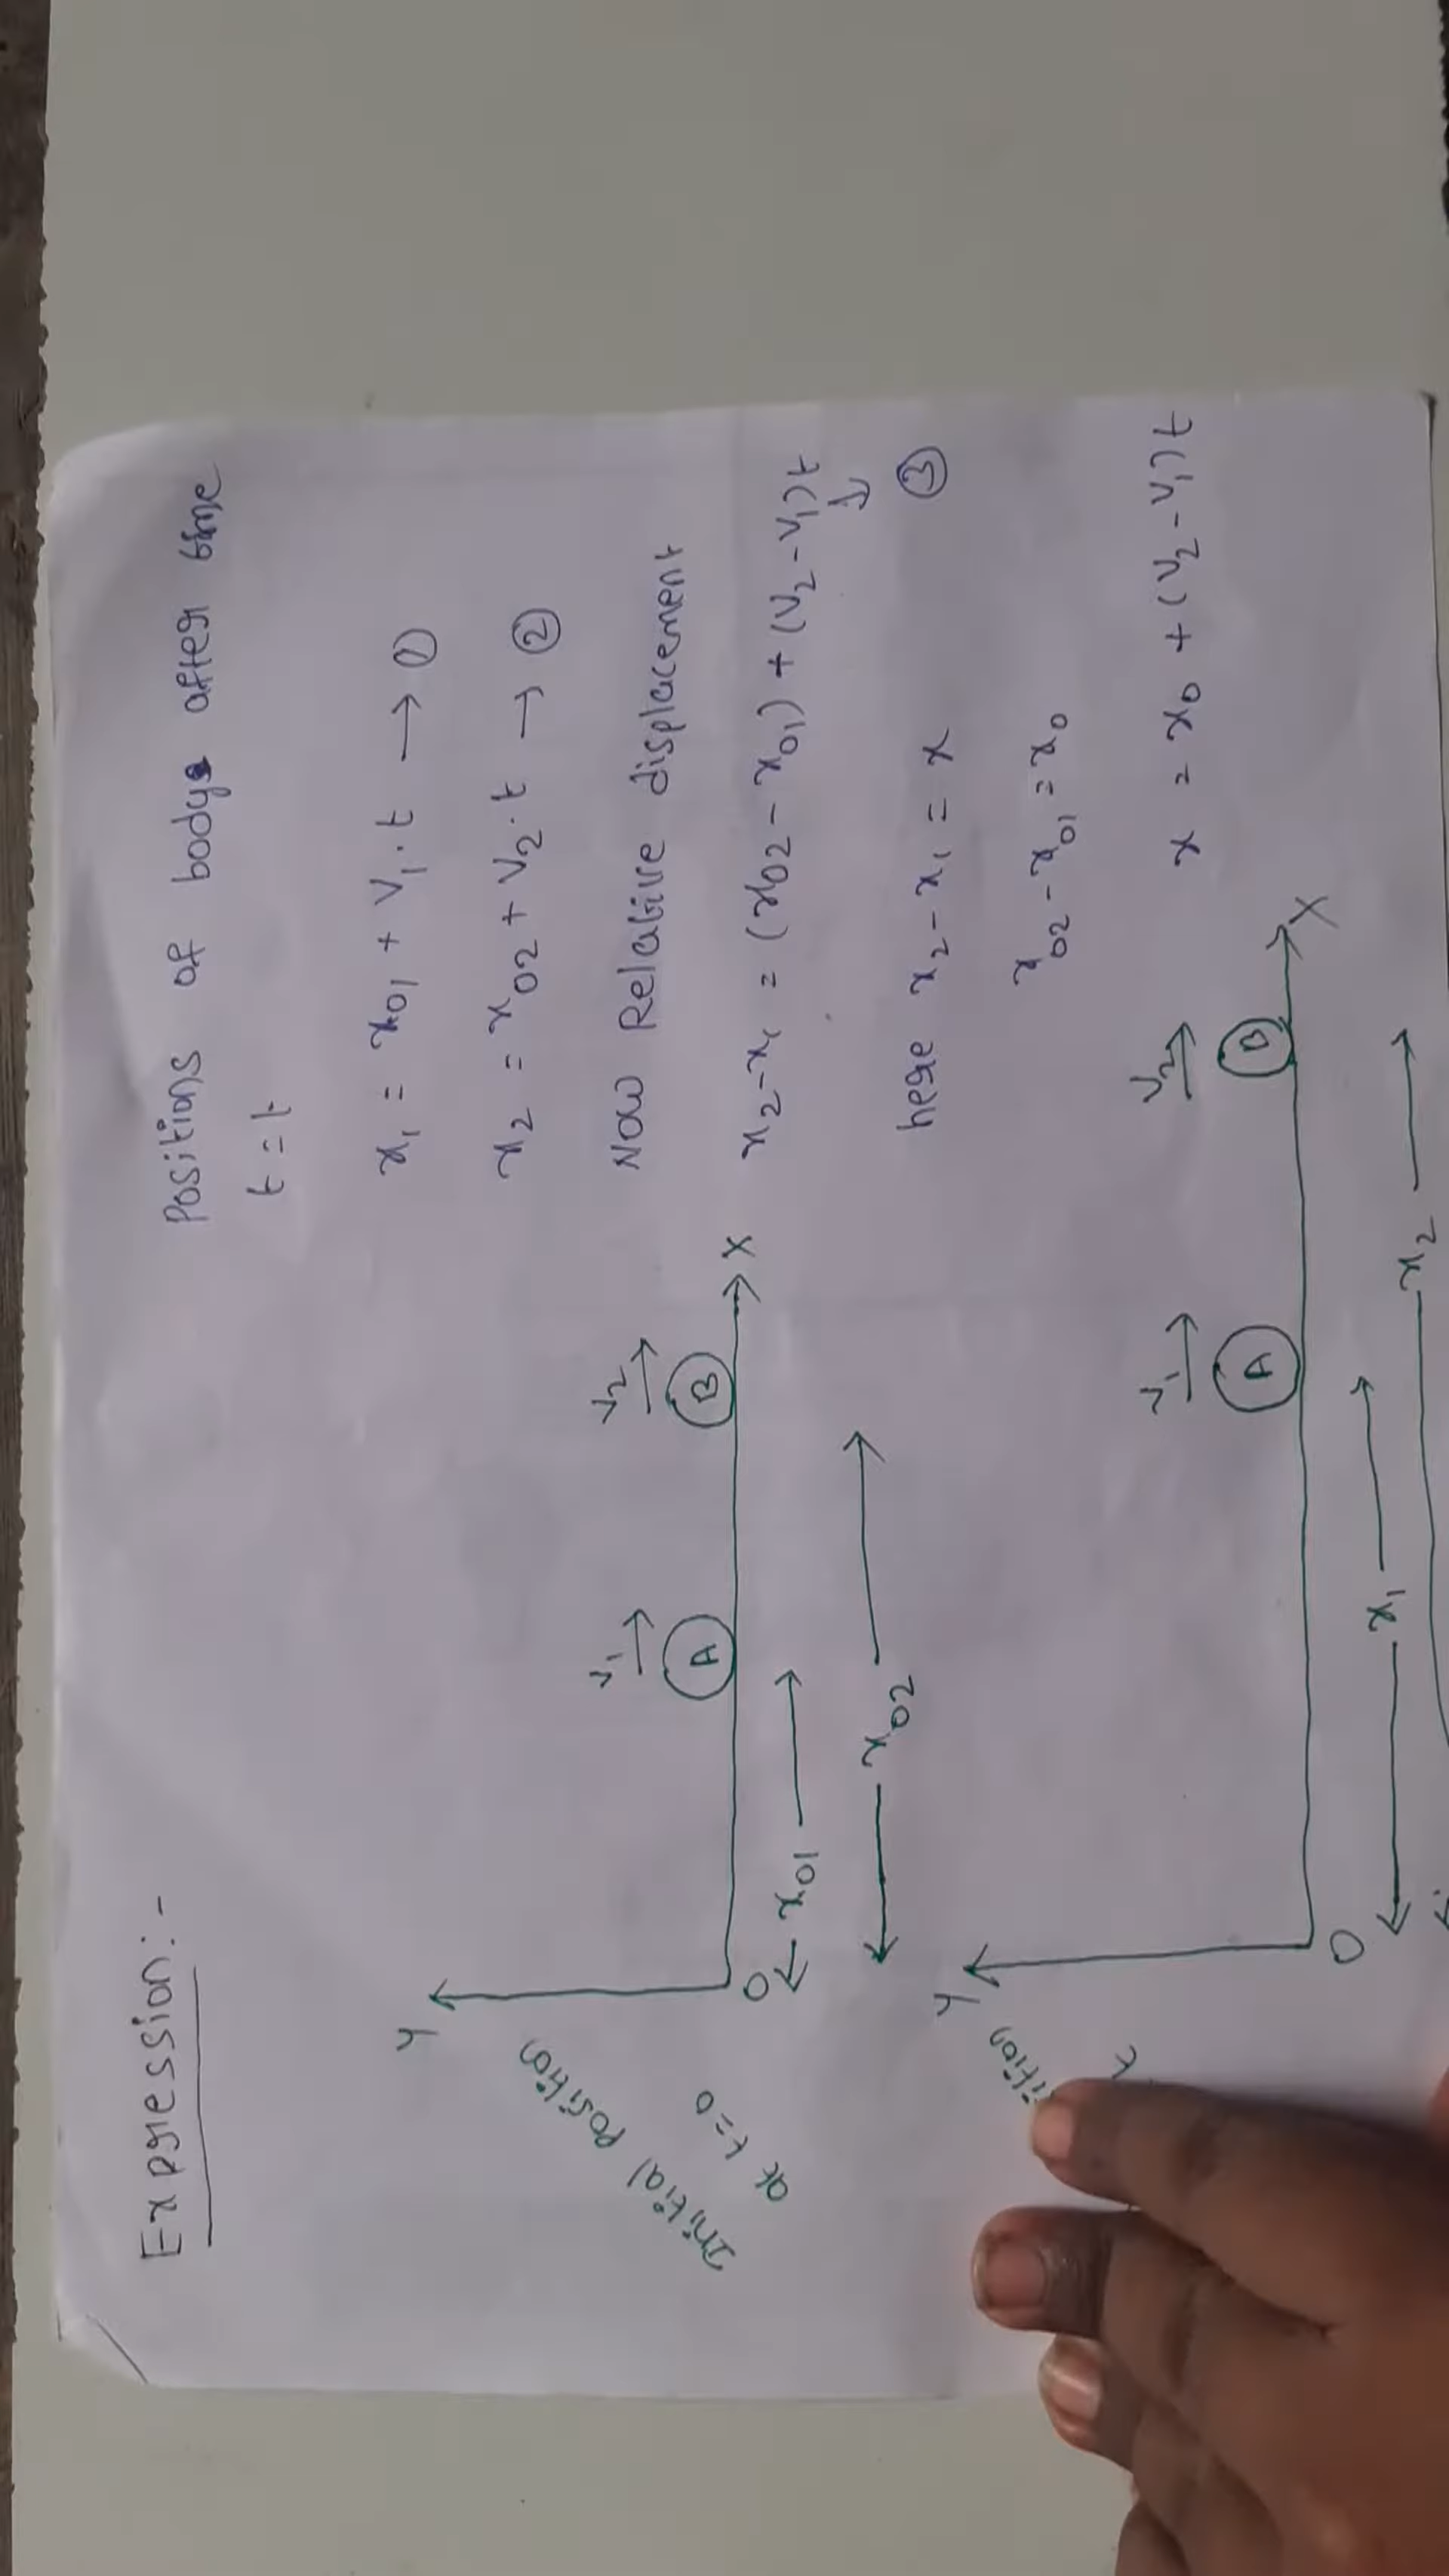 Expression:-
Positions of body after time
t = t
x₁ = x₀₁ + V₁.t → ①
x₂ = x₀₂ + V₂.t → ②
Now Relative displacement
x₂-x₁ = (x₀₂ - x₀₁) + (V₂ - V₁)t
↓
③
here x₂ - x₁ = x
x₀₂ - x₀₁ = x₀
x = x₀ + (V₂ - V₁)t
Y
Initial position
at t=0
V₁ →
V₂ →
A
B
X
O
← x₀₁ →
← x₀₂ →
Y
t
V₁ →
V₂ →
A
B
X
O
← x₁ →
← x₂ →